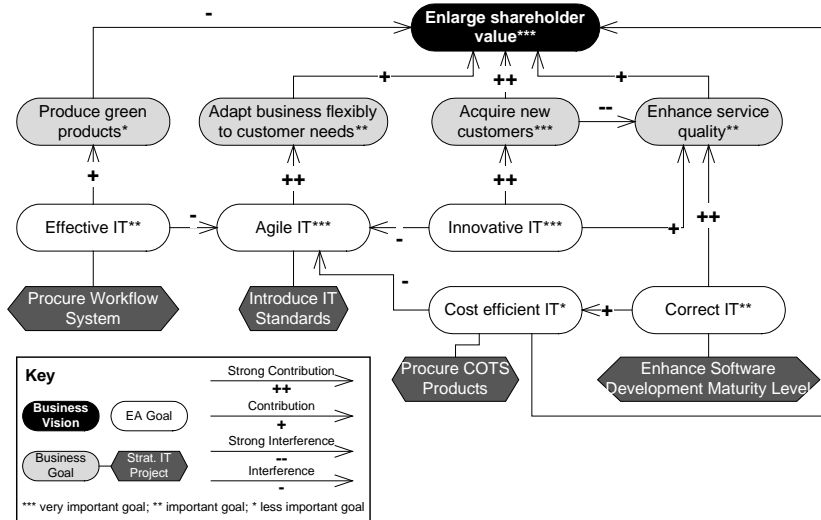 Enlarge shareholder
value***
-
+
++
+
Produce green
products*
Adapt business flexibly
to customer needs**
Acquire new
customers***
--
Enhance service
quality**
+
++
++
++
Effective IT**
-
Agile IT***
-
Innovative IT***
+
Procure Workflow
System
Introduce IT
Standards
-
Cost efficient IT*
+
Correct IT**
Procure COTS
Products
Enhance Software
Development Maturity Level
Key
Business
Vision
EA Goal
Business
Goal
Strat. IT
Project
Strong Contribution
++
Contribution
+
Strong Interference
--
Interference
-
*** very important goal; ** important goal; * less important goal